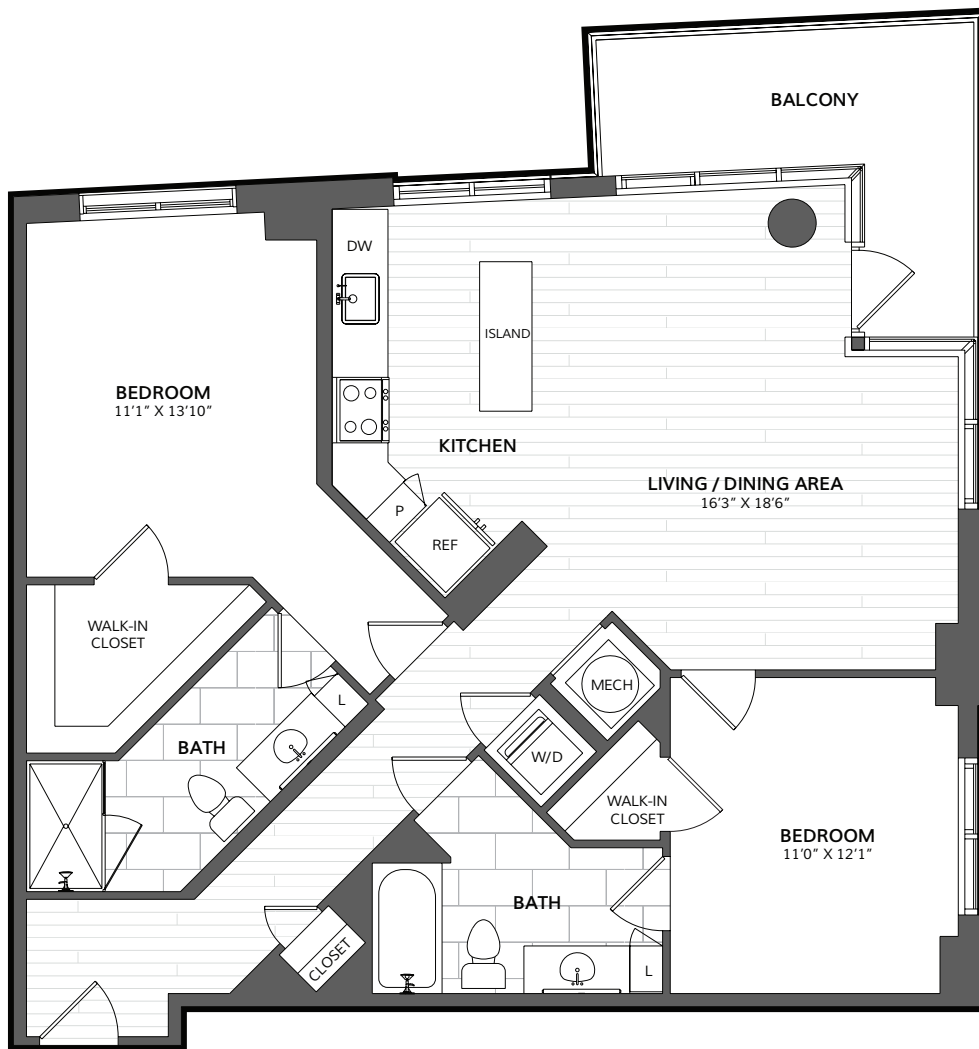 BALCONY
DW
ISLAND
BEDROOM
11'1" X 13'10"
KITCHEN
LIVING / DINING AREA
16'3" X 18'6"
P
REF
WALK-IN
CLOSET
MECH
L
BATH
W/D
WALK-IN
CLOSET
BEDROOM
11'0" X 12'1"
BATH
CLOSET
L